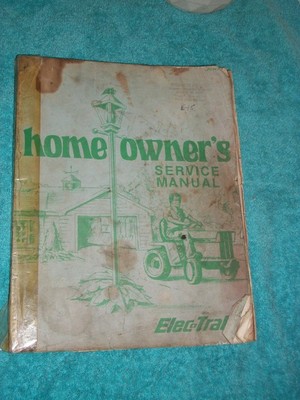 home owner's
SERVICE
MANUAL
Elec-Trak